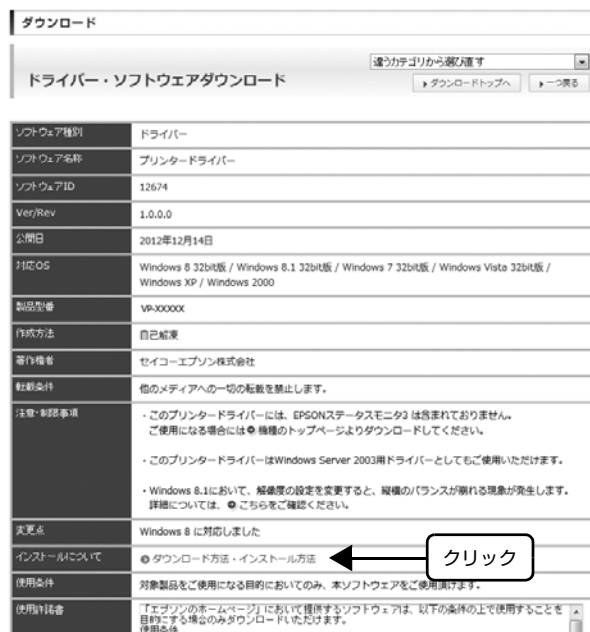 ダウンロード
違うカテゴリから選び直す
ドライバー・ソフトウェアダウンロード
ダウンロードトップへ
一つ戻る
ソフトウェア種別 ドライバー
ソフトウェア名称 プリンタードライバー
ソフトウェアID 12674
Ver/Rev 1.0.0.0
公開日 2012年12月14日
対応OS Windows 8 32bit版 / Windows 8.1 32bit版 / Windows 7 32bit版 / Windows Vista 32bit版 /
Windows XP / Windows 2000
製品型番 VP-XXXXX
作成方法 自己解凍
著作権者 セイコーエプソン株式会社
転載条件 他のメディアへの一切の転載を禁止します。
注意・制限事項 ・このプリンタードライバーには、EPSONステータスモニタ3 は含まれておりません。
ご使用になる場合には機種のトップページよりダウンロードしてください。
・このプリンタードライバーはWindows Server 2003用ドライバーとしてもご使用いただけます。
・Windows 8.1において、解像度の設定を変更すると、縦横のバランスが崩れる現象が発生します。
詳細については、こちらをご確認ください。
変更点 Windows 8 に対応しました
インストールについて ダウンロード方法・インストール方法
クリック
使用条件 対象製品をご使用になる目的においてのみ、本ソフトウェアをご使用頂けます。
使用許諾書 「エプソンのホームページ」において提供するソフトウェアは、以下の条件の上で使用することを
目的にする場合のみダウンロードいただけます。
使用条件